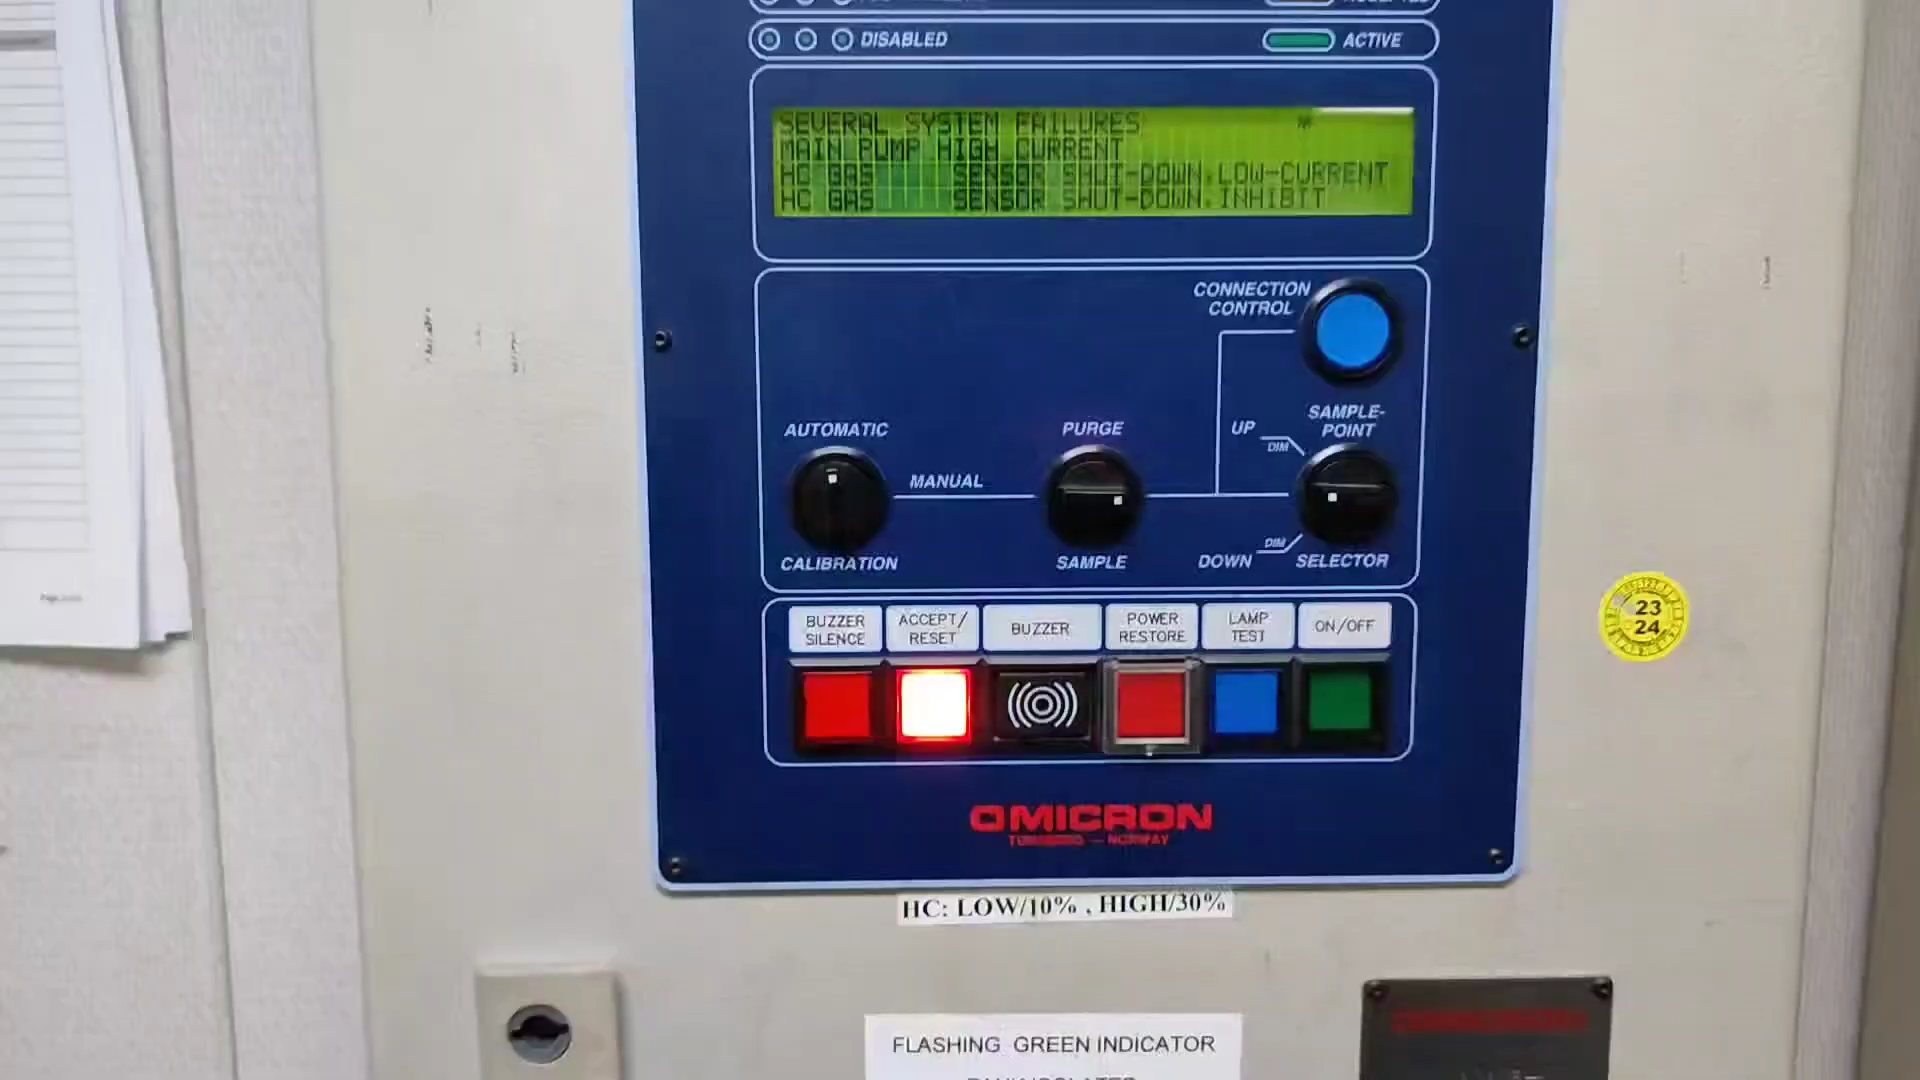 DISABLED
ACTIVE
SEVERAL SYSTEM FAILURES
MAIN PUMP HIGH CURRENT
HC GAS SENSOR SHUT-DOWN,LOW-CURRENT
HC GAS SENSOR SHUT-DOWN,INHIBIT
CONNECTION
CONTROL
AUTOMATIC
MANUAL
CALIBRATION
PURGE
SAMPLE
UP
DIM
SAMPLE-
POINT
DOWN
DIM
SELECTOR
BUZZER
SILENCE
ACCEPT/
RESET
BUZZER
POWER
RESTORE
LAMP
TEST
ON/OFF
OMICRON
NORWAY
HC: LOW/10% , HIGH/30%
23
24
FLASHING GREEN INDICATOR